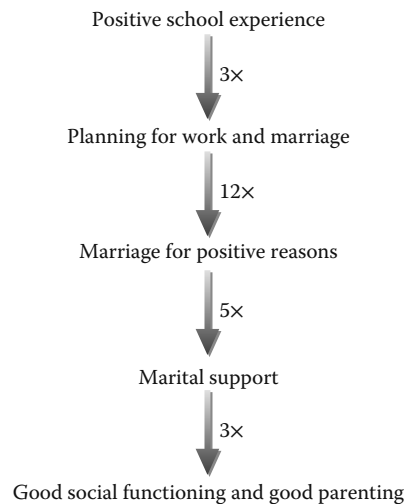 Positive school experience
3×
Planning for work and marriage
12×
Marriage for positive reasons
5×
Marital support
3×
Good social functioning and good parenting